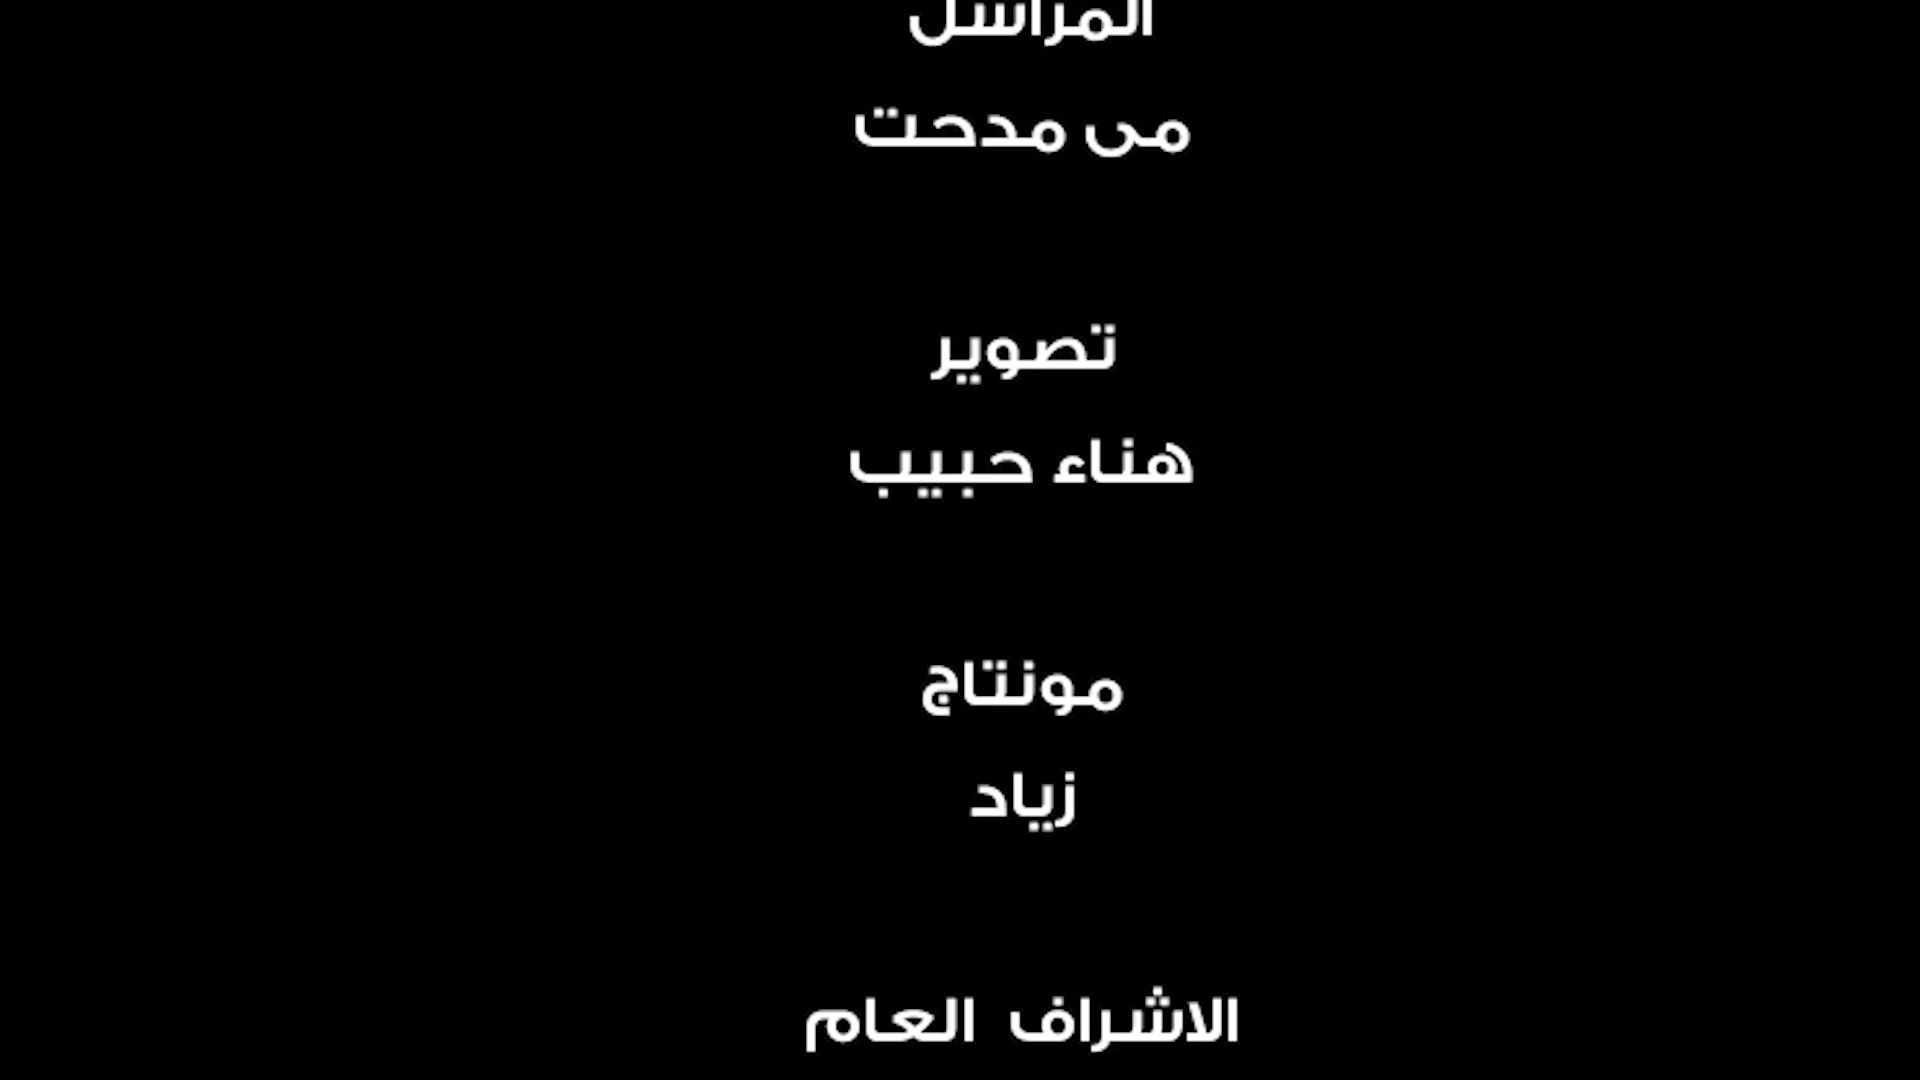 المراسل
مى مدحت
تصوير
هناء حبيب
مونتاج
زياد
الاشراف العام